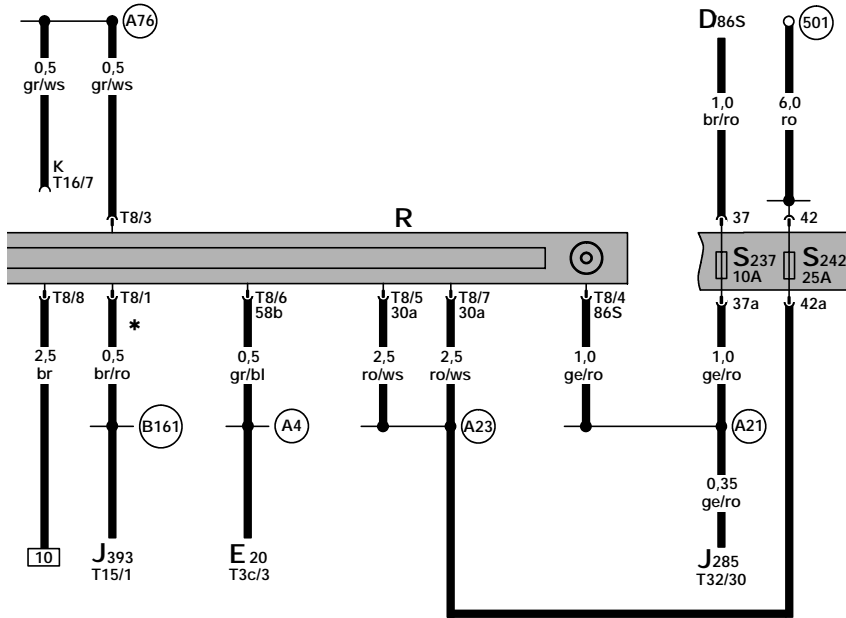 A76
D86S
501
0,5
gr/ws
0,5
gr/ws
1,0
br/ro
6,0
ro
K
T16/7
T8/3
R
37
42
S237
10A
S242
25A
T8/8
T8/1
T8/6
58b
T8/5
30a
T8/7
30a
T8/4
86S
37a
42a
*
2,5
br
0,5
br/ro
0,5
gr/bl
2,5
ro/ws
2,5
ro/ws
1,0
ge/ro
1,0
ge/ro
B161
A4
A23
A21
0,35
ge/ro
10
J393
T15/1
E 20
T3c/3
J285
T32/30